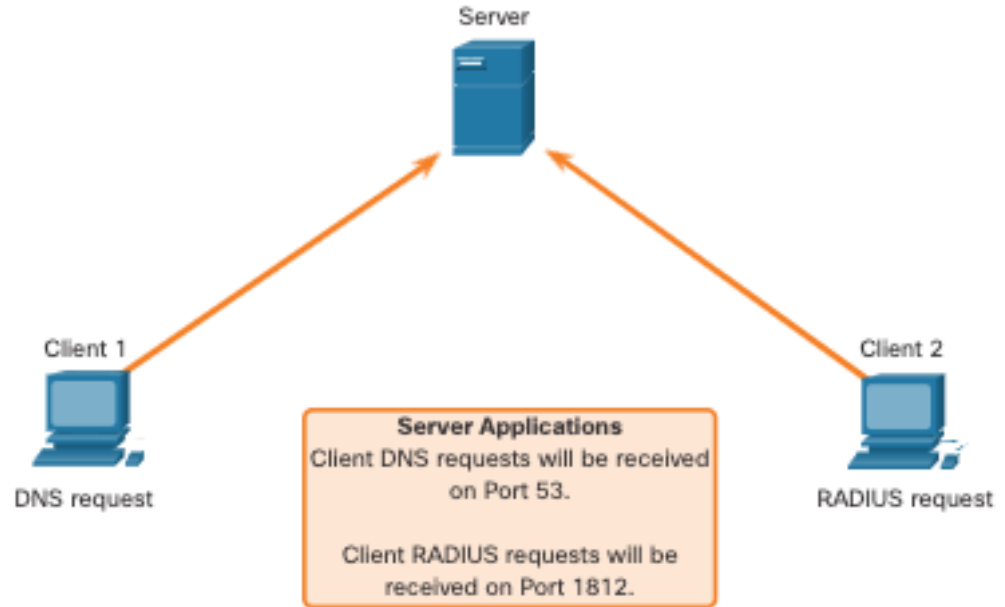 Server
Client 1
Client 2
DNS request
RADIUS request
Server Applications
Client DNS requests will be received
on Port 53.
Client RADIUS requests will be
received on Port 1812.